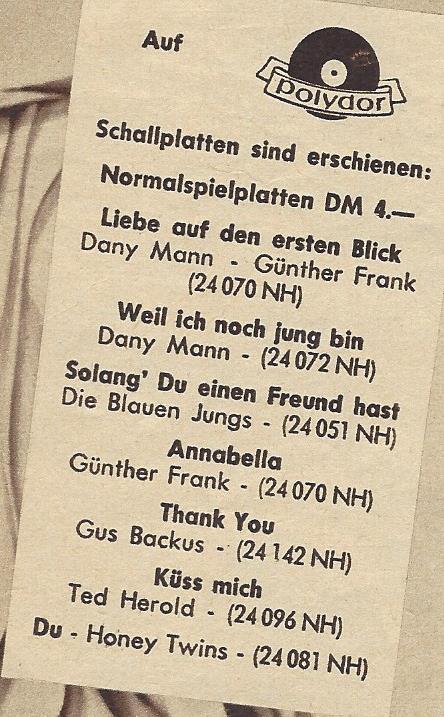 Auf
polydor
Schallplatten sind erschienen:
Normalspielplatten DM 4.—
Liebe auf den ersten Blick
Dany Mann - Günther Frank
(24 070 NH)
Weil ich noch jung bin
Dany Mann - (24 072 NH)
Solang' Du einen Freund hast
Die Blauen Jungs - (24 051 NH)
Annabella
Günther Frank - (24 070 NH)
Thank You
Gus Backus - (24 142 NH)
Küss mich
Ted Herold - (24 096 NH)
Du - Honey Twins - (24 081 NH)